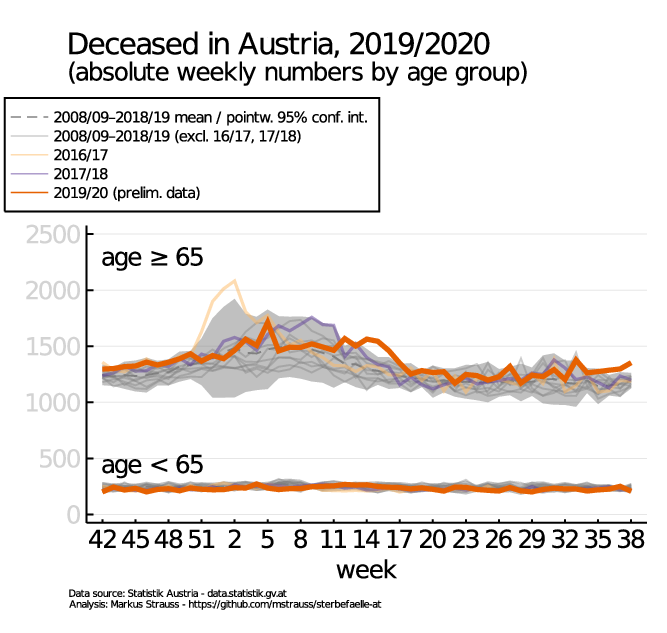 Deceased in Austria, 2019/2020
(absolute weekly numbers by age group)
2008/09–2018/19 mean / pointw. 95% conf. int.
2008/09–2018/19 (excl. 16/17, 17/18)
2016/17
2017/18
2019/20 (prelim. data)
2500
age ≥ 65
2000
1500
1000
500
age < 65
0
42 45 48 51 2 5 8 11 14 17 20 23 26 29 32 35 38
week
Data source: Statistik Austria - data.statistik.gv.at
Analysis: Markus Strauss - https://github.com/mstrauss/sterbefaelle-at